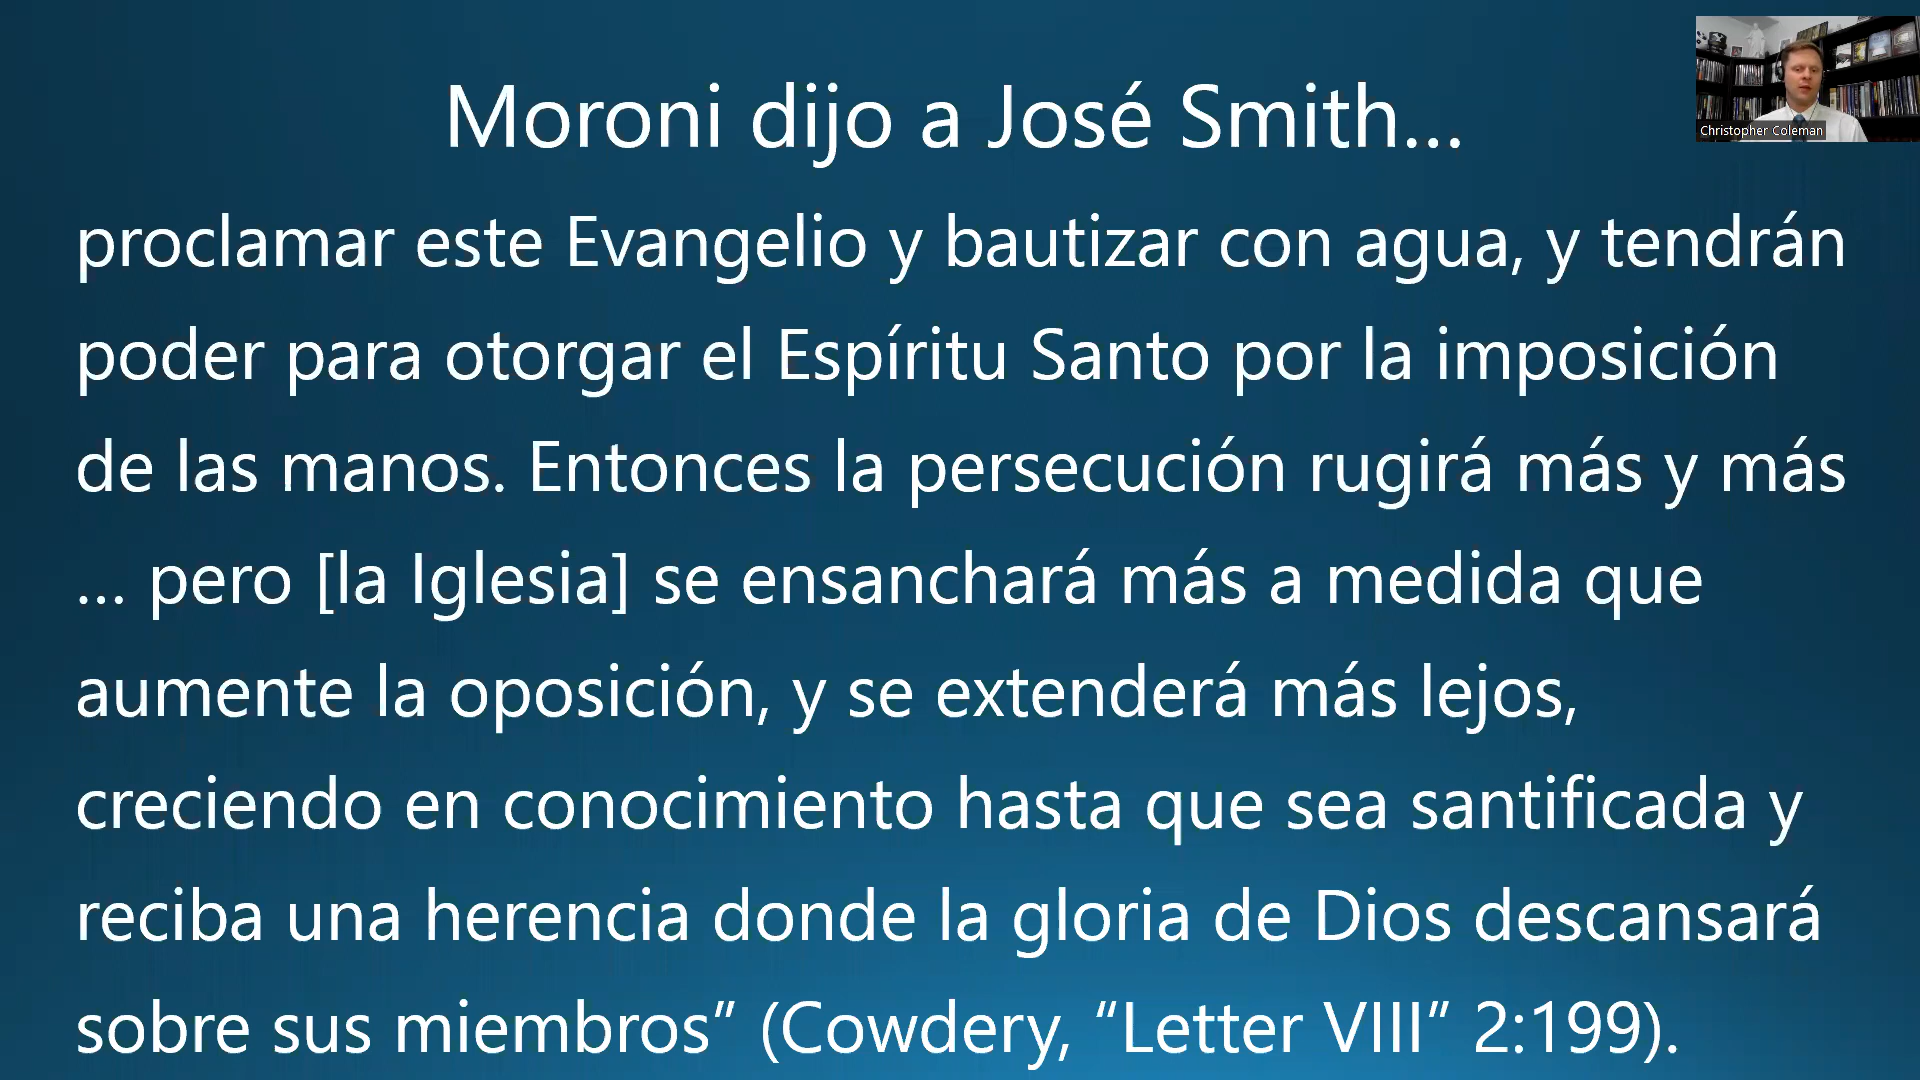 Moroni dijo a José Smith...
Christopher Coleman
proclamar este Evangelio y bautizar con agua, y tendrán
poder para otorgar el Espíritu Santo por la imposición
de las manos. Entonces la persecución rugirá más y más
... pero [la Iglesia] se ensanchará más a medida que
aumente la oposición, y se extenderá más lejos,
creciendo en conocimiento hasta que sea santificada y
reciba una herencia donde la gloria de Dios descansará
sobre sus miembros” (Cowdery, “Letter VIII” 2:199).